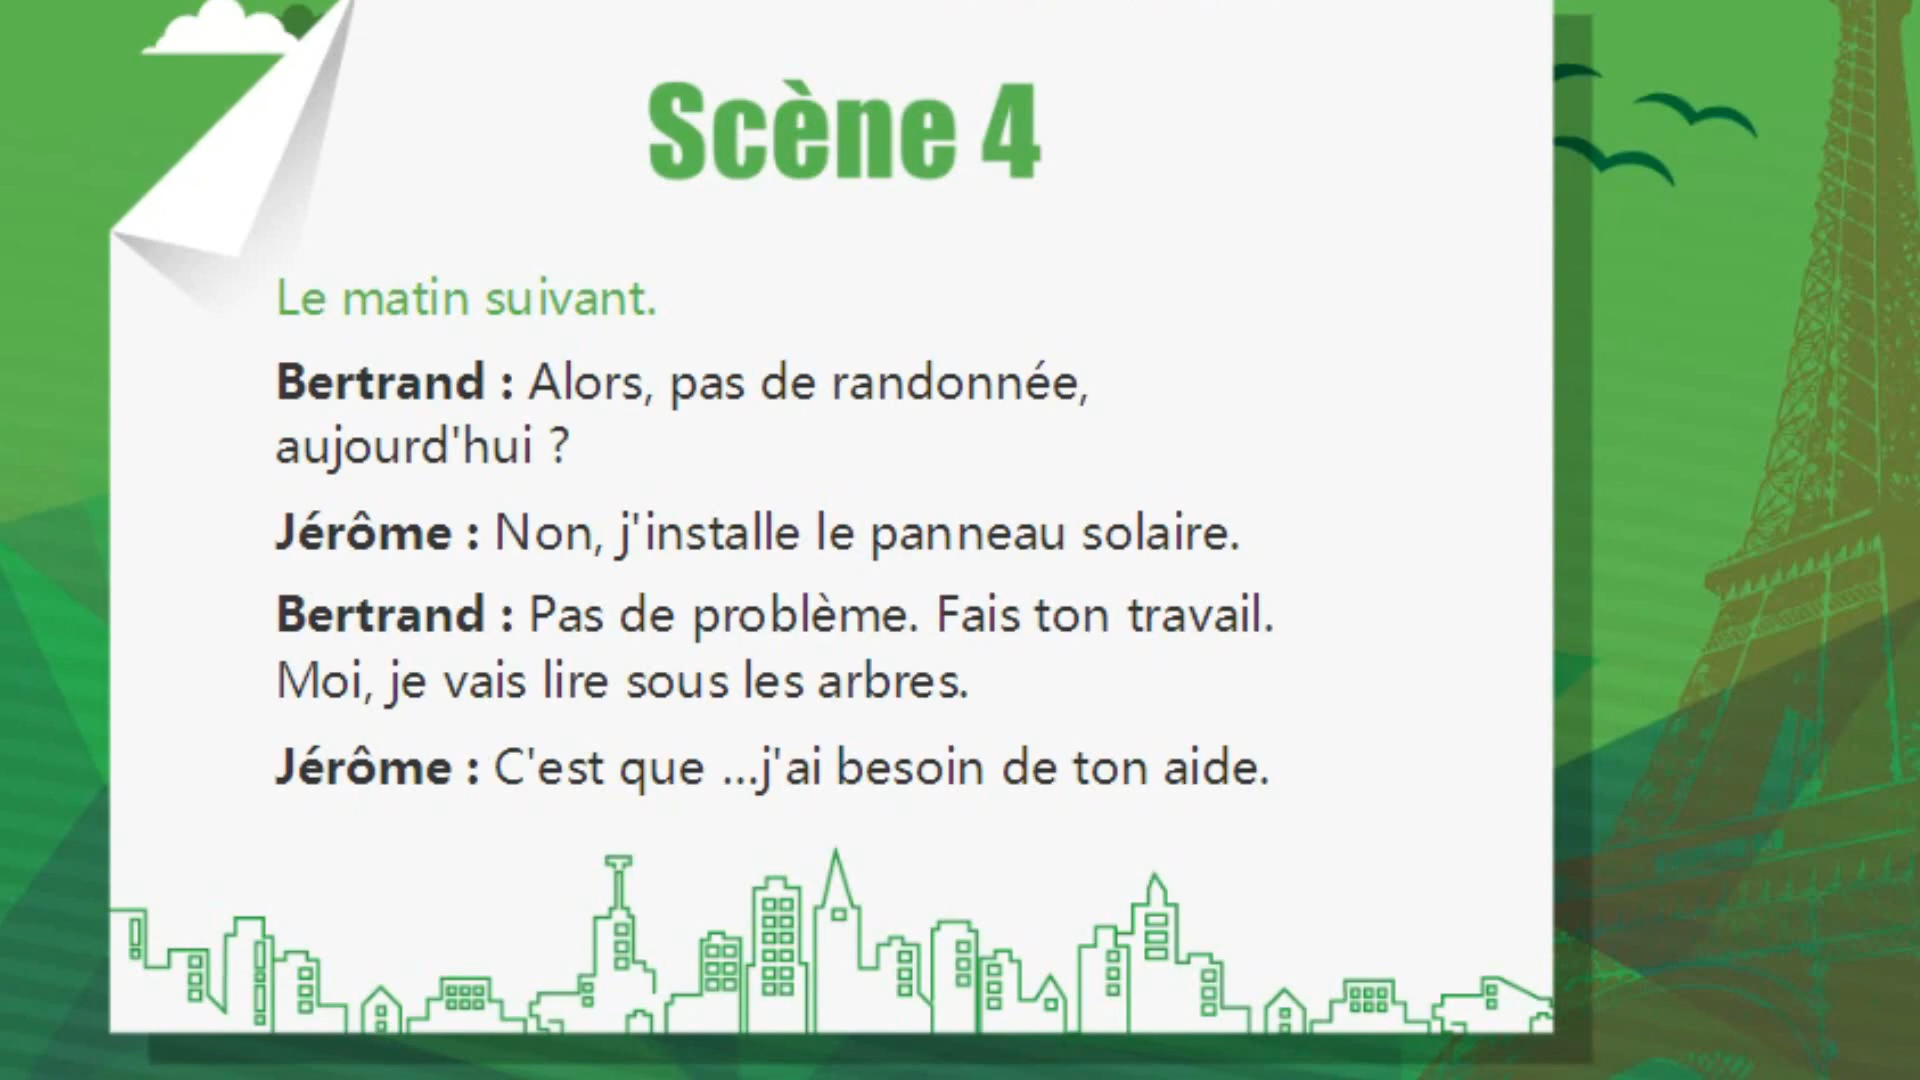 Scène 4
Le matin suivant.
Bertrand : Alors, pas de randonnée,
aujourd'hui ?
Jérôme : Non, j'installe le panneau solaire.
Bertrand : Pas de problème. Fais ton travail.
Moi, je vais lire sous les arbres.
Jérôme : C'est que ...j'ai besoin de ton aide.